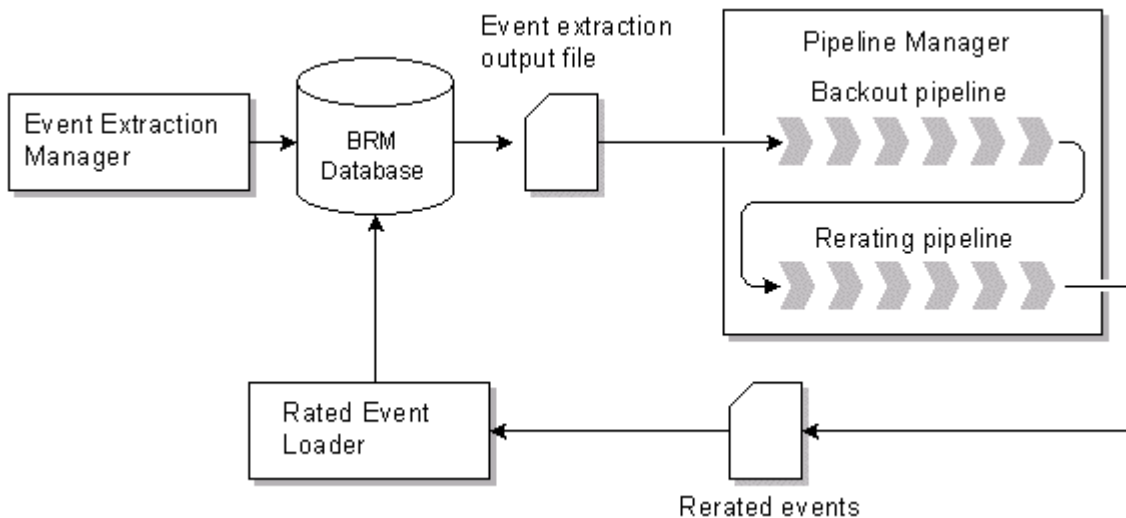 Event extraction
output file
Pipeline Manager
Backout pipeline
Event Extraction
Manager
BRM
Database
Rerating pipeline
Rated Event
Loader
Rerated events